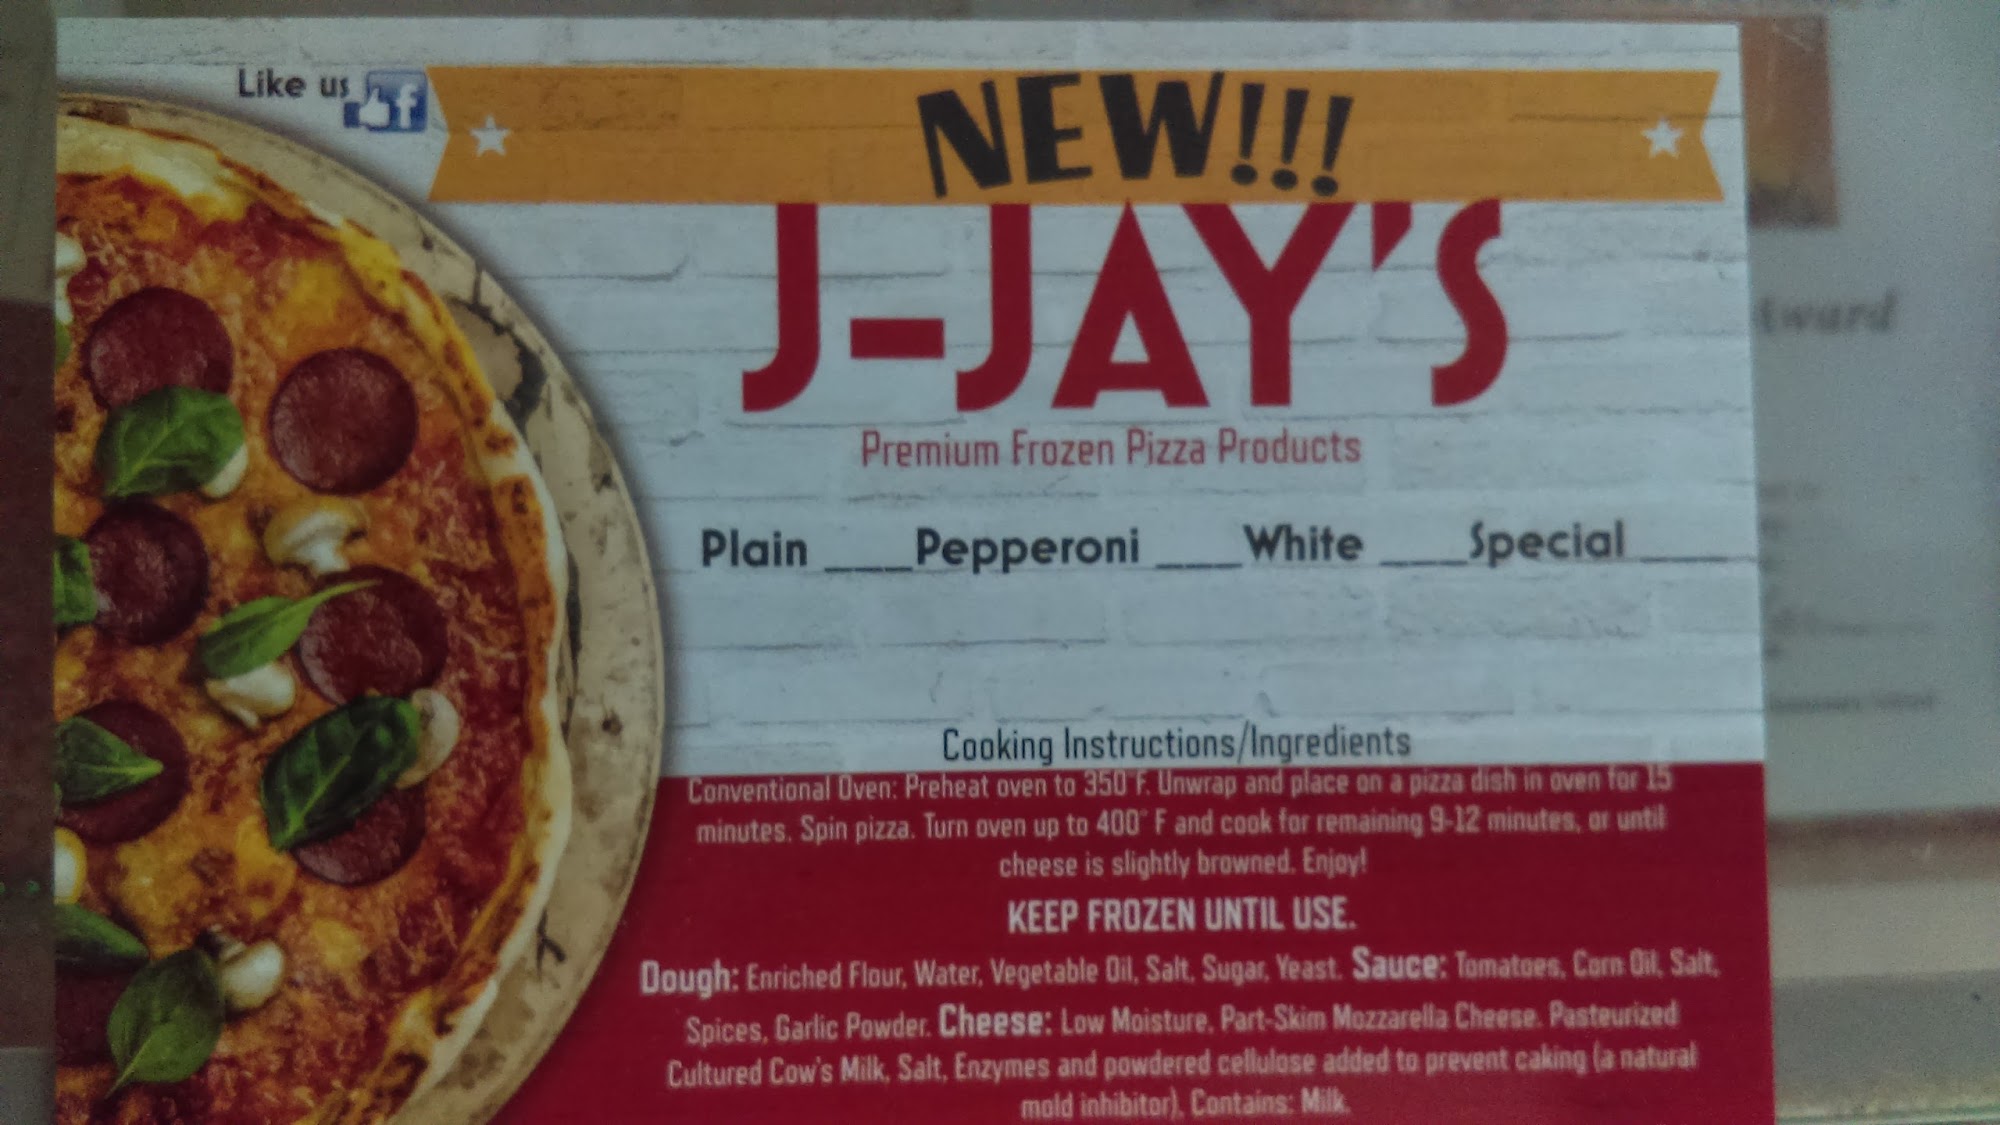 Like us
NEW!!!
J-JAY'S
Premium Frozen Pizza Products
Plain ___Pepperoni ___White ___Special ___
Cooking Instructions/Ingredients
Conventional Oven: Preheat oven to 350°F. Unwrap and place on a pizza dish in oven for 15
minutes. Spin pizza. Turn oven up to 400° F and cook for remaining 9-12 minutes, or until
cheese is slightly browned. Enjoy!
KEEP FROZEN UNTIL USE.
Dough: Enriched Flour, Water, Vegetable Oil, Salt, Sugar, Yeast. Sauce: Tomatoes, Corn Oil, Salt,
Spices, Garlic Powder. Cheese: Low Moisture, Part-Skim Mozzarella Cheese. Pasteurized
Cultured Cow's Milk, Salt, Enzymes and powdered cellulose added to prevent caking (a natural
mold inhibitor). Contains: Milk.
Award